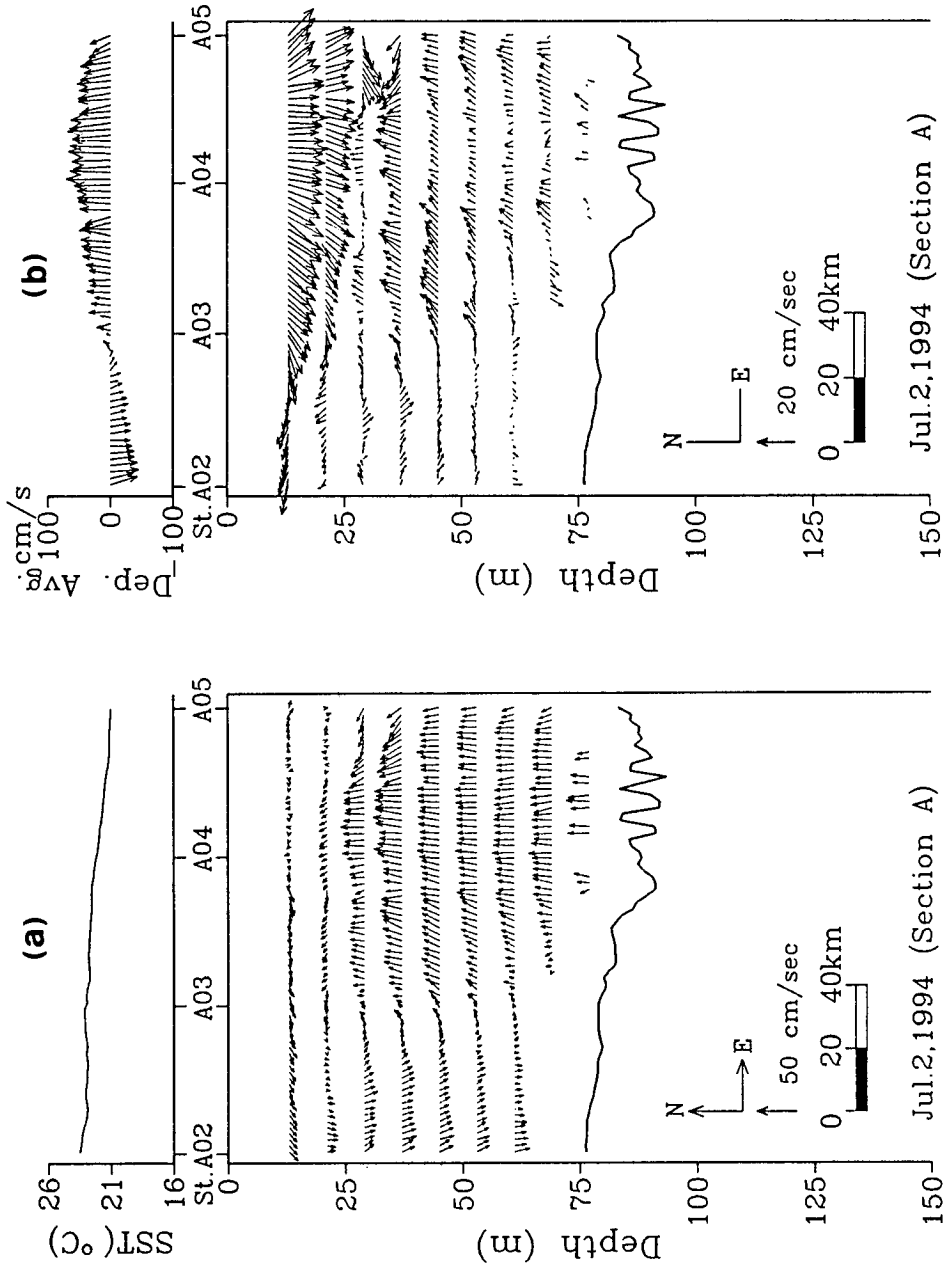 (a)
26
21
16
SST(°C)
St.A02 A03 A04 A05
0
25
50
75
100
125
150
Depth (m)
N
E
50 cm/sec
0 20 40km
Jul.2,1994 (Section A)
(b)
cm/s
100
0
100
Dep. Avg.
St.A02 A03 A04 A05
0
25
50
75
100
125
150
Depth (m)
N
E
20 cm/sec
0 20 40km
Jul.2,1994 (Section A)